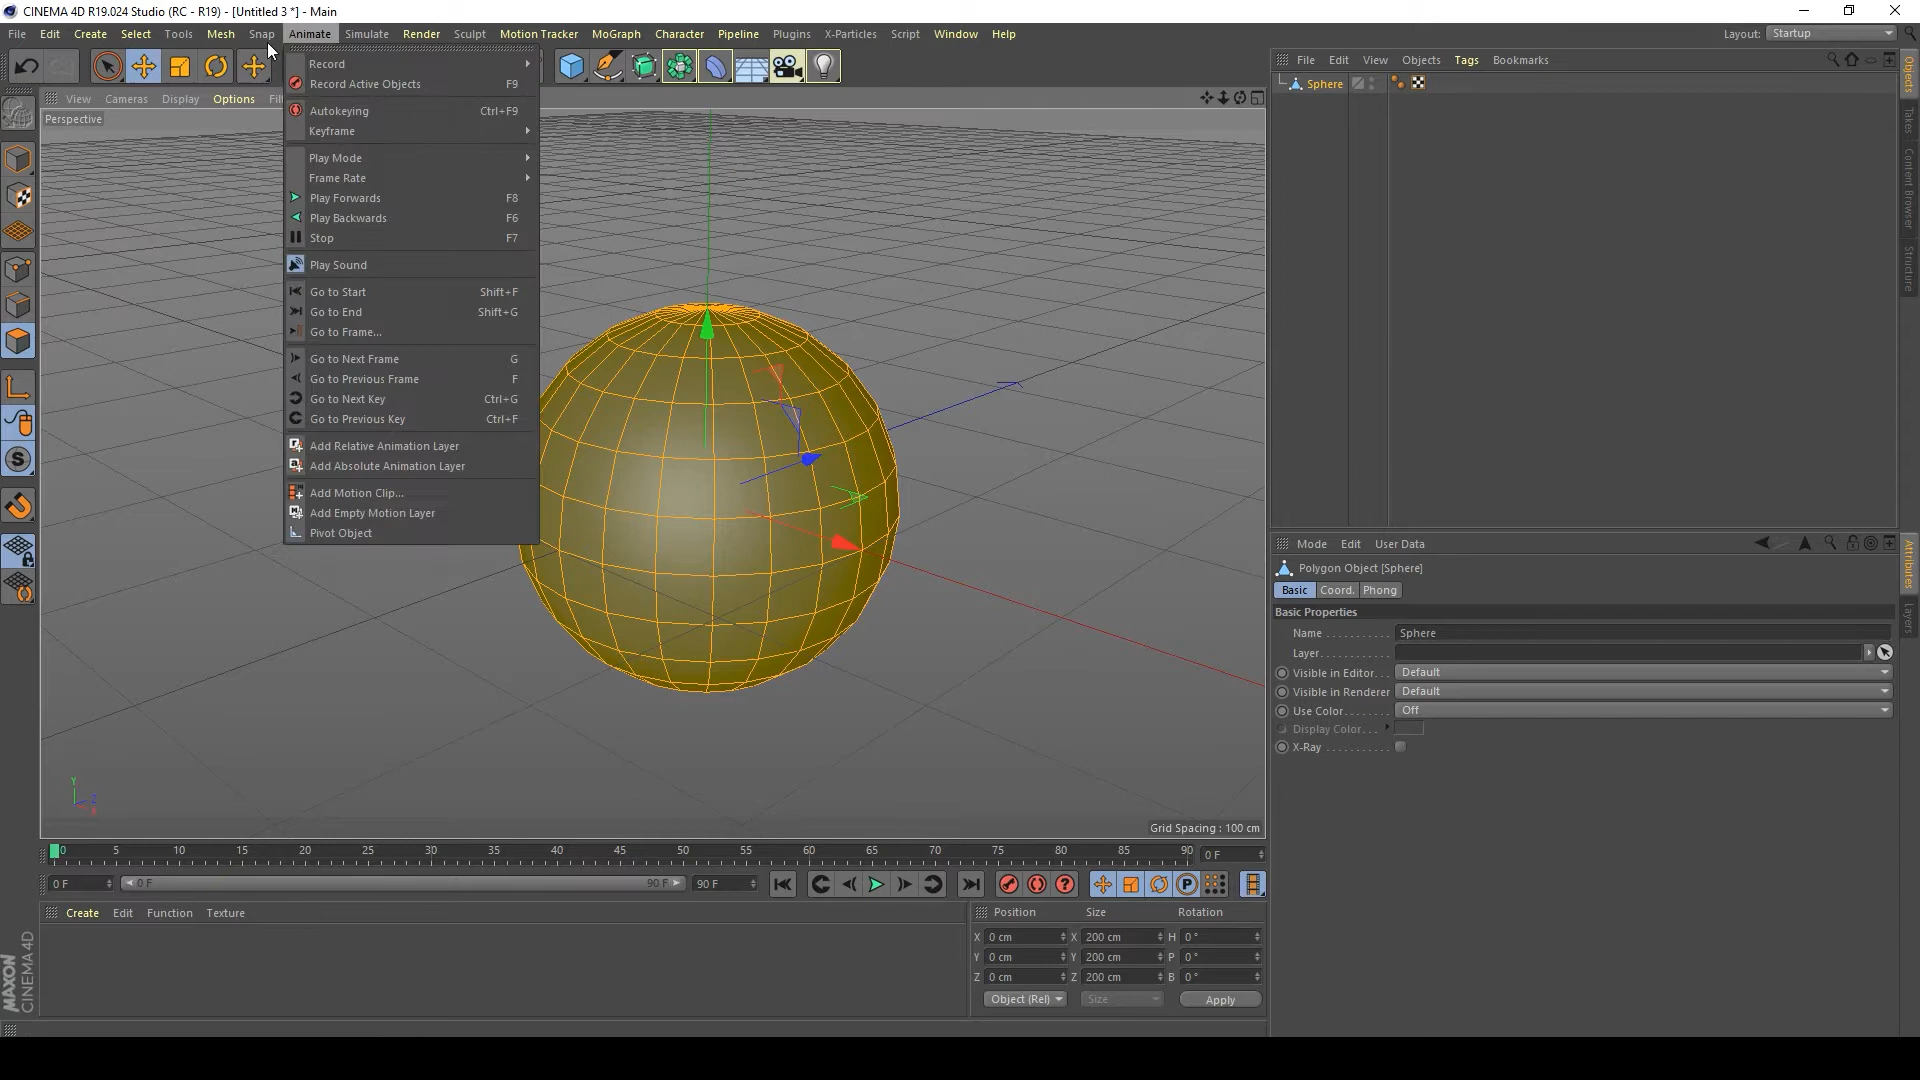 CINEMA 4D R19.024 Studio (RC - R19) - [Untitled 3 *] - Main
File Edit Create Select Tools Mesh Snap Animate Simulate Render Sculpt Motion Tracker MoGraph Character Pipeline Plugins X-Particles Script Window Help Layout: Startup
View Cameras Display Options
Perspective
Record
Record Active Objects F9
Autokeying Ctrl+F9
Keyframe
Play Mode
Frame Rate
Play Forwards F8
Play Backwards F6
Stop F7
Play Sound
Go to Start Shift+F
Go to End Shift+G
Go to Frame...
Go to Next Frame G
Go to Previous Frame F
Go to Next Key Ctrl+G
Go to Previous Key Ctrl+F
Add Relative Animation Layer
Add Absolute Animation Layer
Add Motion Clip...
Add Empty Motion Layer
Pivot Object
Y
Z
X
Grid Spacing : 100 cm
File Edit View Objects Tags Bookmarks
Sphere
Objects
Takes
Content Browser
Structure
Mode Edit User Data
Polygon Object [Sphere]
Basic Coord. Phong
Basic Properties
Name . . . . . . . . . . . Sphere
Layer. . . . . . . . . . . .
Visible in Editor. . . Default
Visible in Renderer Default
Use Color. . . . . . . . Off
Display Color. . .
X-Ray . . . . . . . . . . .
Attributes
Layers
0 5 10 15 20 25 30 35 40 45 50 55 60 65 70 75 80 85 90 0 F
0 F 0 F 90 F 90 F
Create Edit Function Texture
Position Size Rotation
X 0 cm X 200 cm H 0 °
Y 0 cm Y 200 cm P 0 °
Z 0 cm Z 200 cm B 0 °
Object (Rel) Size Apply
MAXON
CINEMA 4D